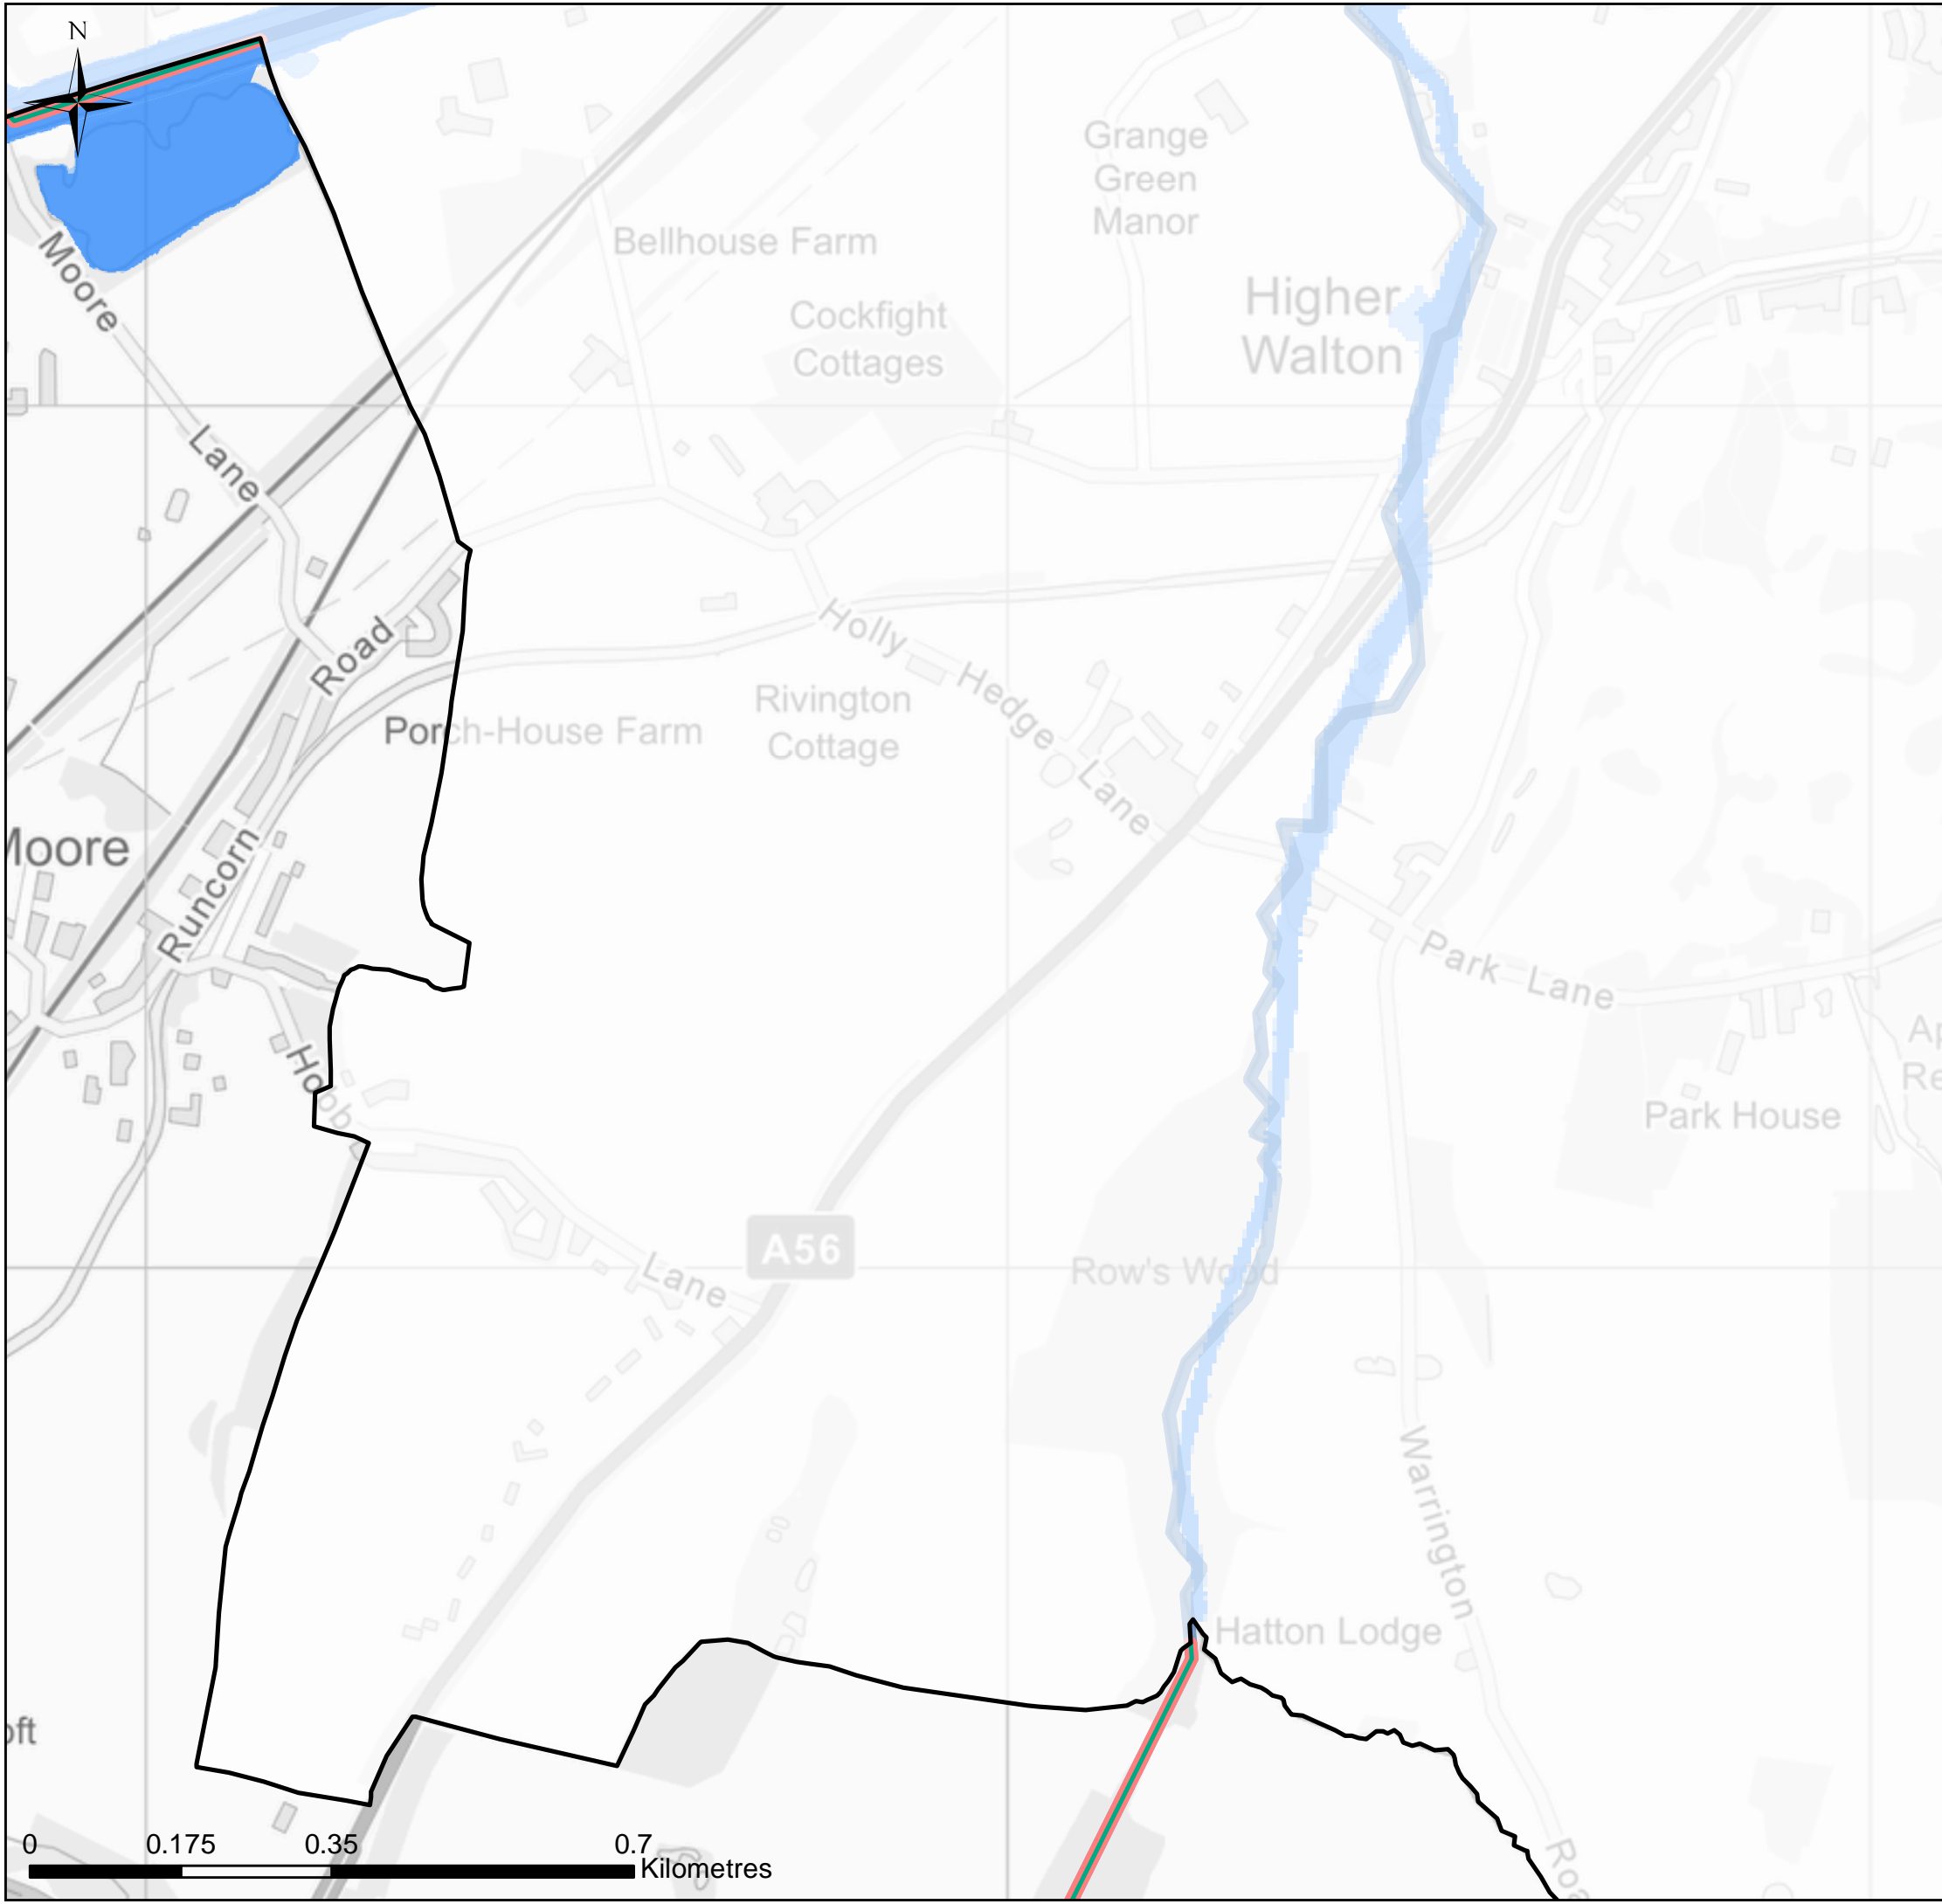 N
Grange
Green
Manor
Bellhouse Farm
Cockfight
Cottages
Higher
Walton
Moore
Lane
Road
Holly
Hedge
Lane
Porch-House Farm
Rivington
Cottage
Moore
Runcorn
Park Lane
Hobb
Lane
A56
Park House
Row's Wood
Warrington
Hatton Lodge
0 0.175 0.35 0.7
Kilometres